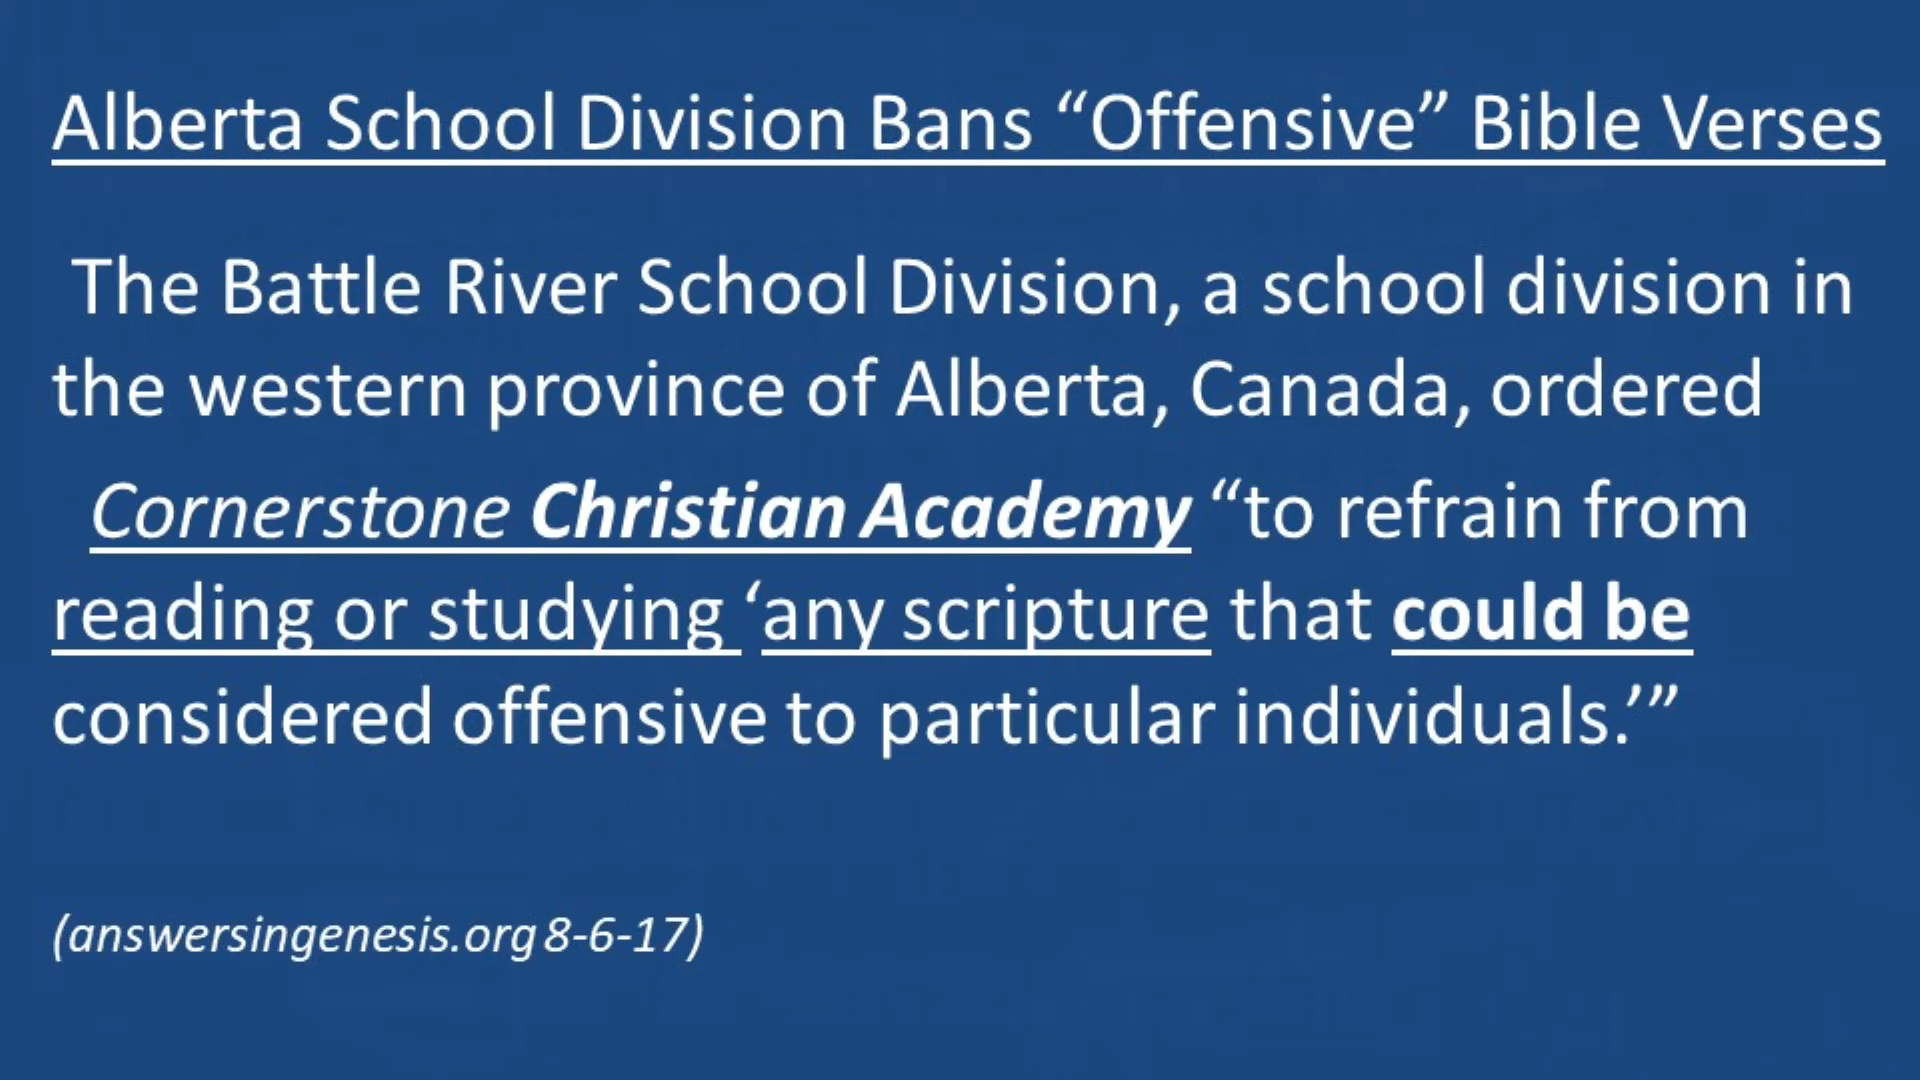 Alberta School Division Bans “Offensive” Bible Verses
The Battle River School Division, a school division in
the western province of Alberta, Canada, ordered
Cornerstone Christian Academy “to refrain from
reading or studying ‘any scripture that could be
considered offensive to particular individuals.’”
(answersingenesis.org 8-6-17)